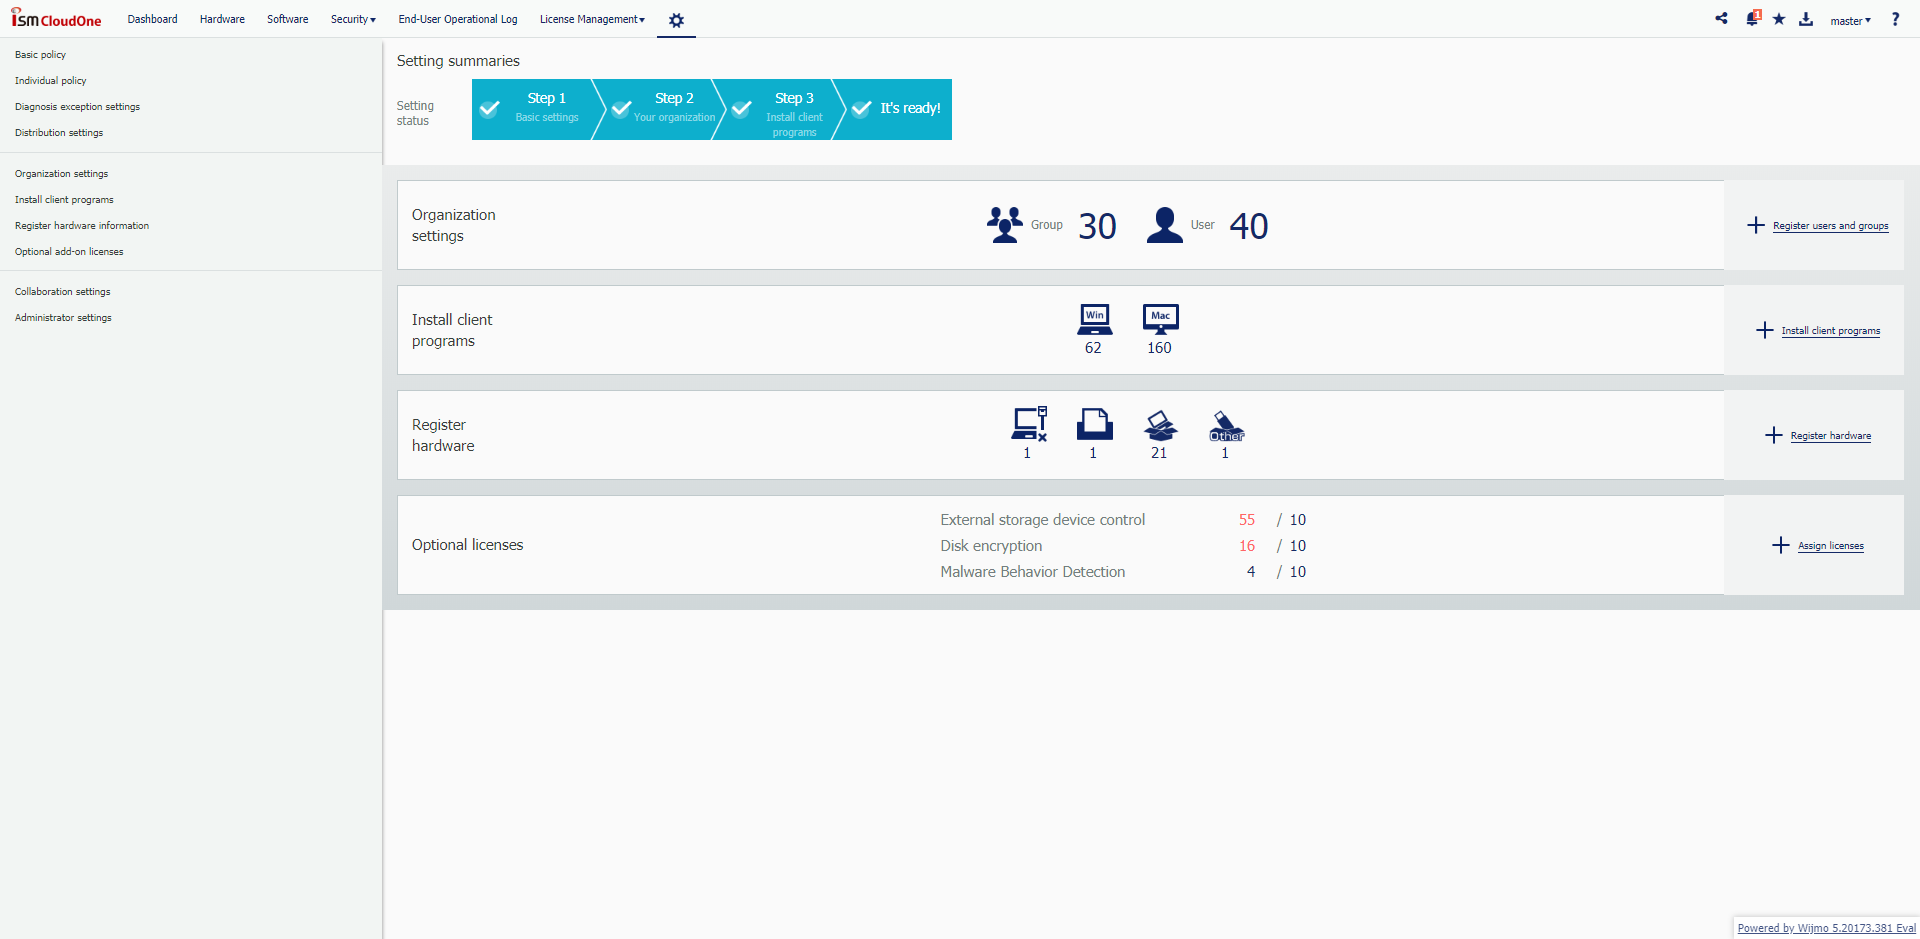 ism CloudOne Dashboard Hardware Software Security End-User Operational Log License Management 1 master ?
Basic policy
Individual policy
Diagnosis exception settings
Distribution settings
Organization settings
Install client programs
Register hardware information
Optional add-on licenses
Collaboration settings
Administrator settings
Setting summaries
Setting
status
Step 1
Basic settings
Step 2
Your organization
Step 3
Install client
programs
It's ready!
Organization
settings
Group 30 User 40
Register users and groups
Install client
programs
Win Mac
62 160
Install client programs
Register
hardware
Other
1 1 21 1
Register hardware
Optional licenses
External storage device control 55 / 10
Disk encryption 16 / 10
Malware Behavior Detection 4 / 10
Assign licenses
Powered by Wijmo 5.20173.381 Eval